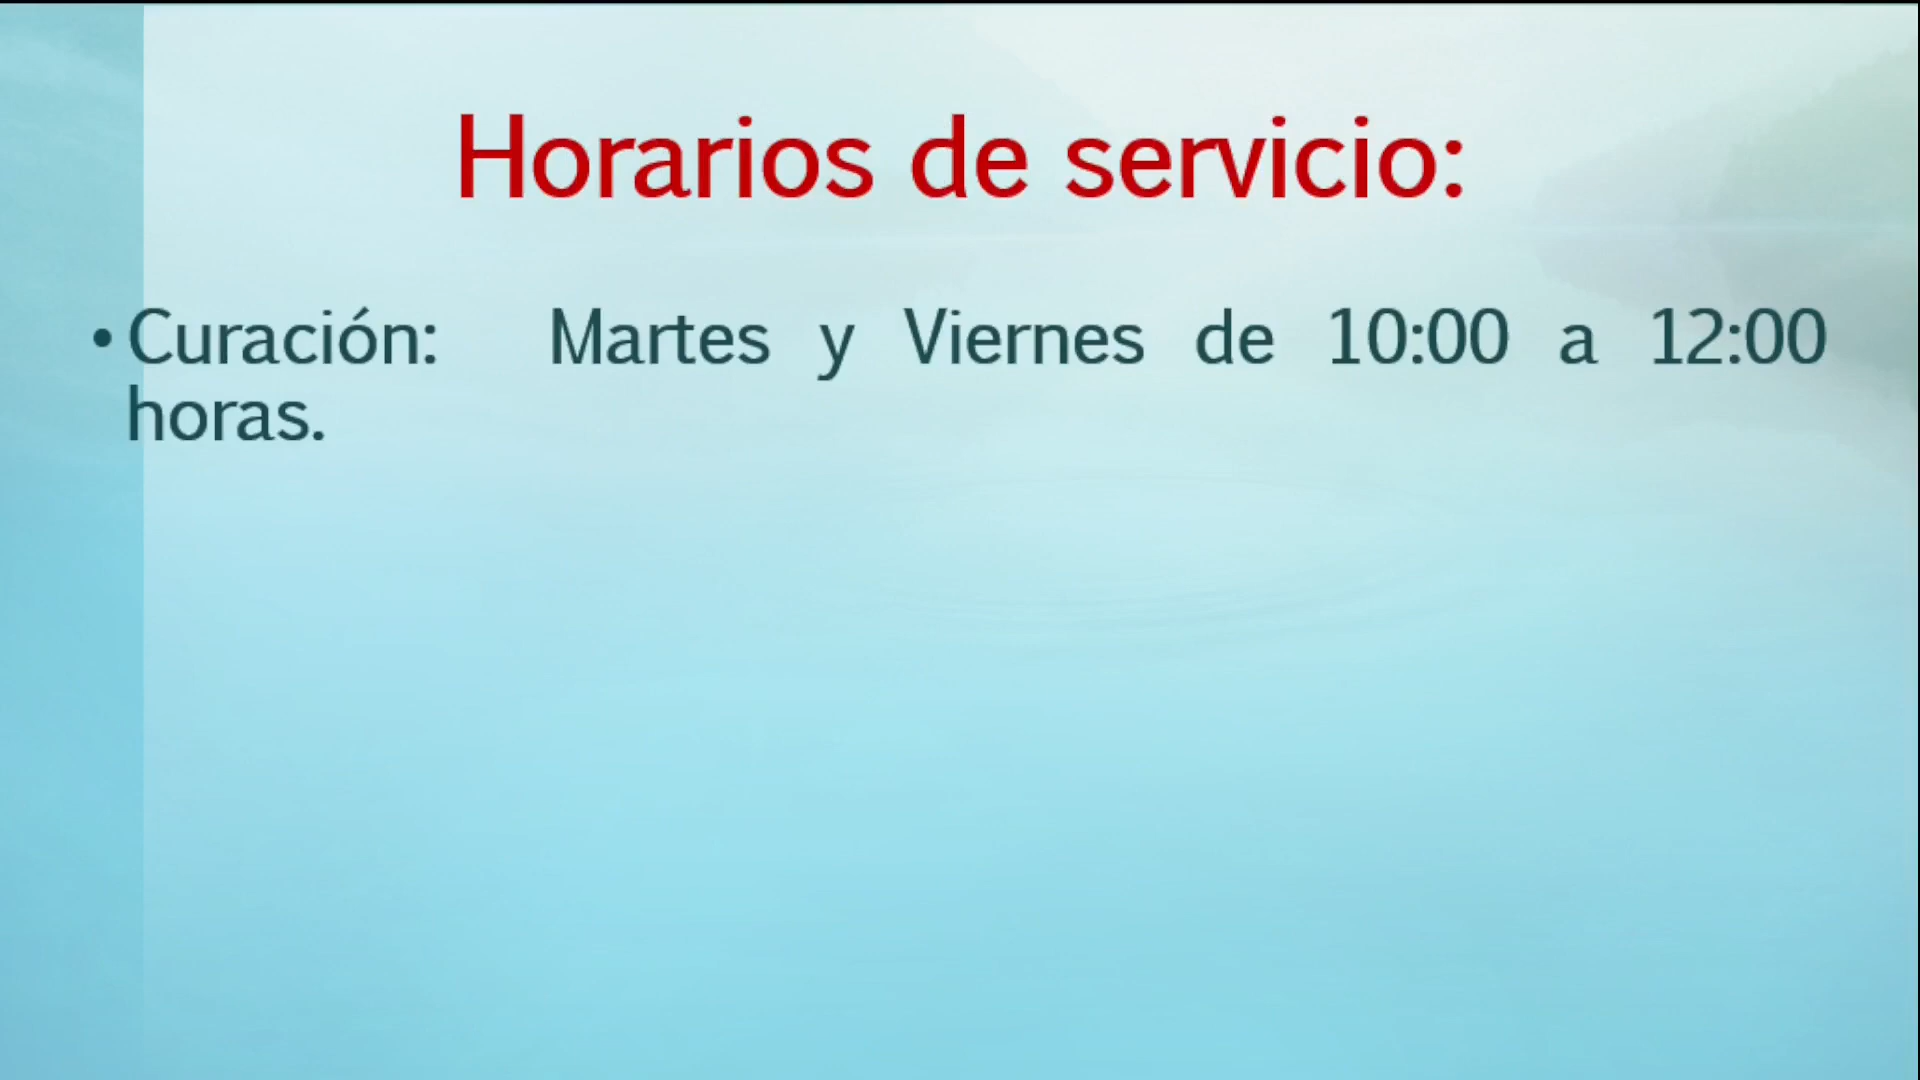 Horarios de servicio:
• Curación: Martes y Viernes de 10:00 a 12:00
horas.